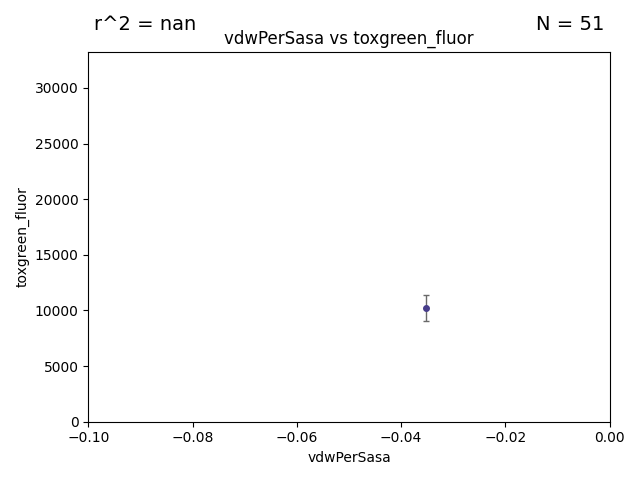 r^2 = nan
N = 51
vdwPerSasa vs toxgreen_fluor
30000
25000
20000
15000
10000
5000
0
toxgreen_fluor
−0.10
−0.08
−0.06
−0.04
−0.02
0.00
vdwPerSasa